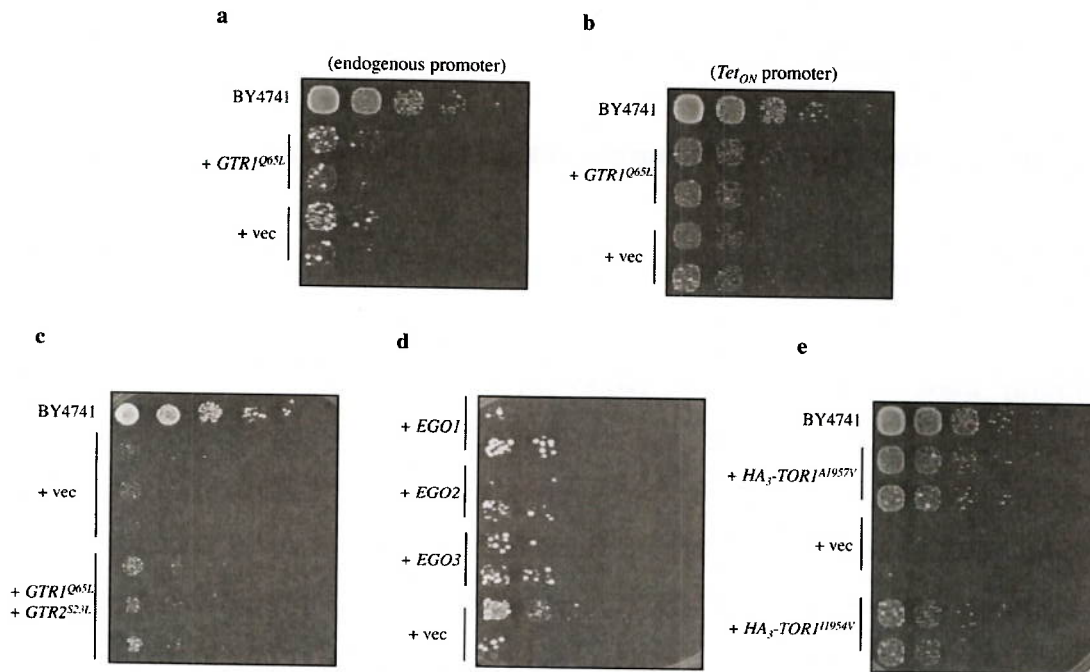 a
(endogenous promoter)
BY4741
+ GTR1^Q65L
+ vec
b
(Tet_ON promoter)
BY4741
+ GTR1^Q65L
+ vec
c
BY4741
+ vec
+ GTR1^Q65L
+ GTR2^S23L
d
+ EGO1
+ EGO2
+ EGO3
+ vec
e
BY4741
+ HA_3-TOR1^A1957V
+ vec
+ HA_3-TOR1^I1954V